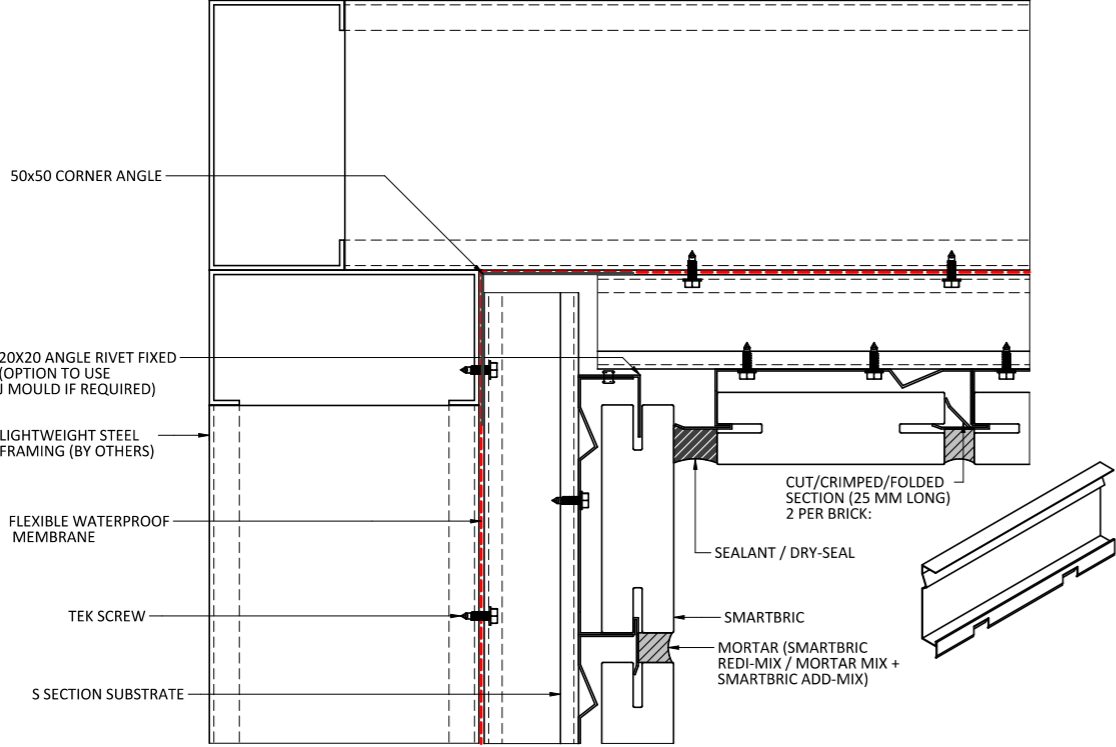 50x50 CORNER ANGLE
20X20 ANGLE RIVET FIXED
(OPTION TO USE
J MOULD IF REQUIRED)
LIGHTWEIGHT STEEL
FRAMING (BY OTHERS)
FLEXIBLE WATERPROOF
MEMBRANE
TEK SCREW
S SECTION SUBSTRATE
CUT/CRIMPED/FOLDED
SECTION (25 MM LONG)
2 PER BRICK:
SEALANT / DRY-SEAL
SMARTBRIC
MORTAR (SMARTBRIC
REDI-MIX / MORTAR MIX +
SMARTBRIC ADD-MIX)